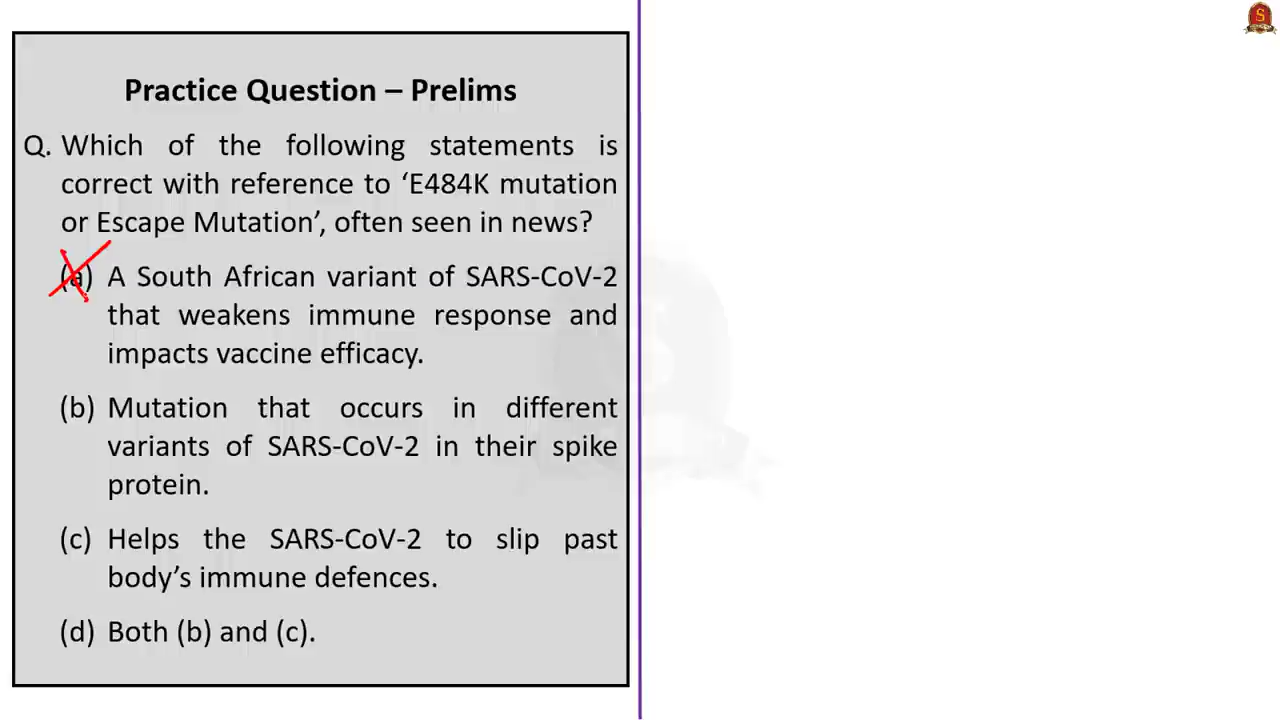 Practice Question – Prelims
Q. Which of the following statements is
correct with reference to ‘E484K mutation
or Escape Mutation’, often seen in news?
(a) A South African variant of SARS-CoV-2
that weakens immune response and
impacts vaccine efficacy.
(b) Mutation that occurs in different
variants of SARS-CoV-2 in their spike
protein.
(c) Helps the SARS-CoV-2 to slip past
body’s immune defences.
(d) Both (b) and (c).
S